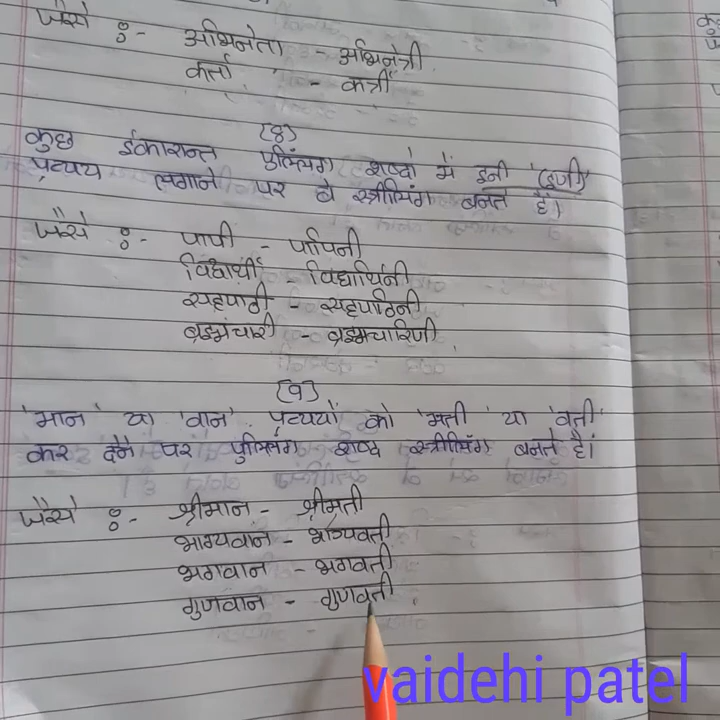 जैसे :- अभिनेता - अभिनेत्री
कर्ता - कर्त्री
[8]
कुछ ईकारान्त पुल्लिंग शब्दों में इनी '(इणी)'
प्रत्यय लगाने पर वे स्त्रीलिंग बनते हैं।
जैसे :- पापी - पापिनी
विद्यार्थी - विद्यार्थिनी
सहपाठी - सहपाठिनी
ब्रह्मचारी - ब्रह्मचारिणी
[9]
'मान' या 'वान' प्रत्ययों को 'मती' या 'वती'
कर देने पर पुल्लिंग शब्द स्त्रीलिंग बनते है।
जैसे :- श्रीमान - श्रीमती
भाग्यवान - भाग्यवती
भगवान - भगवती
गुणवान - गुणवती
vaidehi patel